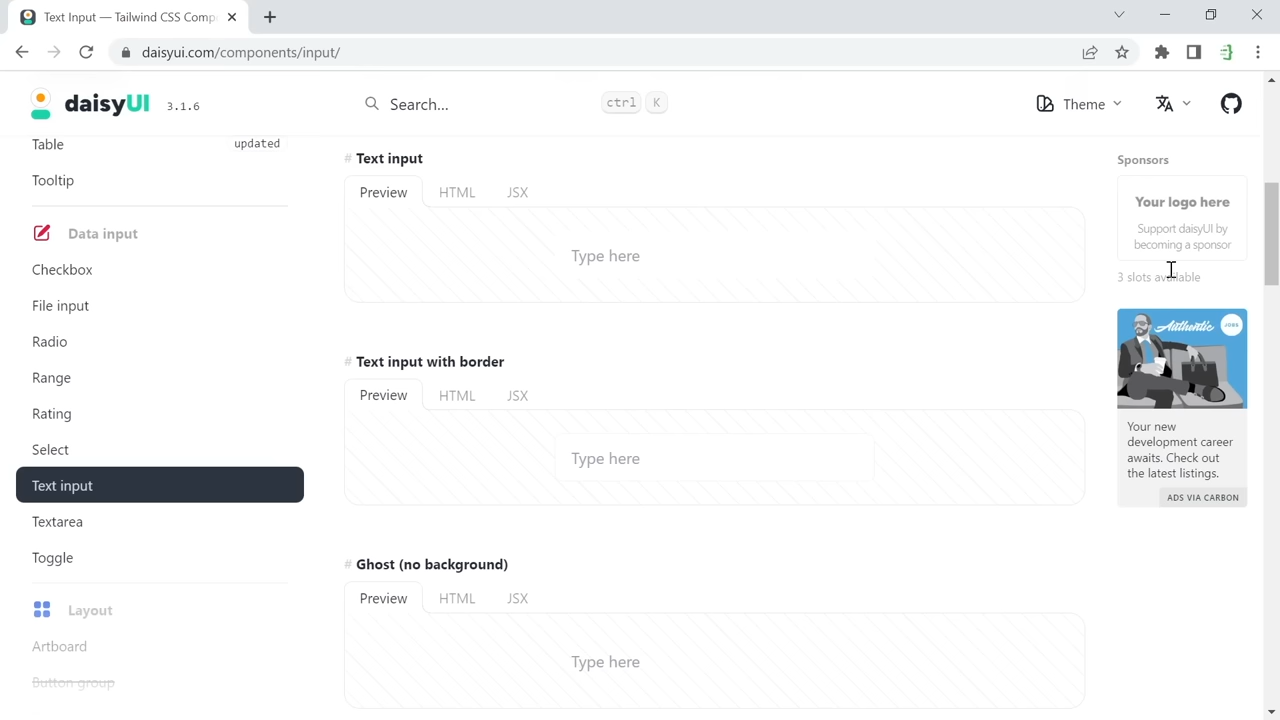 Text Input — Tailwind CSS Comp
daisyui.com/components/input/
daisyUI 3.1.6
Search...
ctrl K
Theme
Table updated
Tooltip
Data input
Checkbox
File input
Radio
Range
Rating
Select
Text input
Textarea
Toggle
Layout
Artboard
Button group
# Text input
Preview HTML JSX
Type here
# Text input with border
Preview HTML JSX
Type here
# Ghost (no background)
Preview HTML JSX
Type here
Sponsors
Your logo here
Support daisyUI by
becoming a sponsor
3 slots available
Authentic JOBS
Your new
development career
awaits. Check out
the latest listings.
ADS VIA CARBON